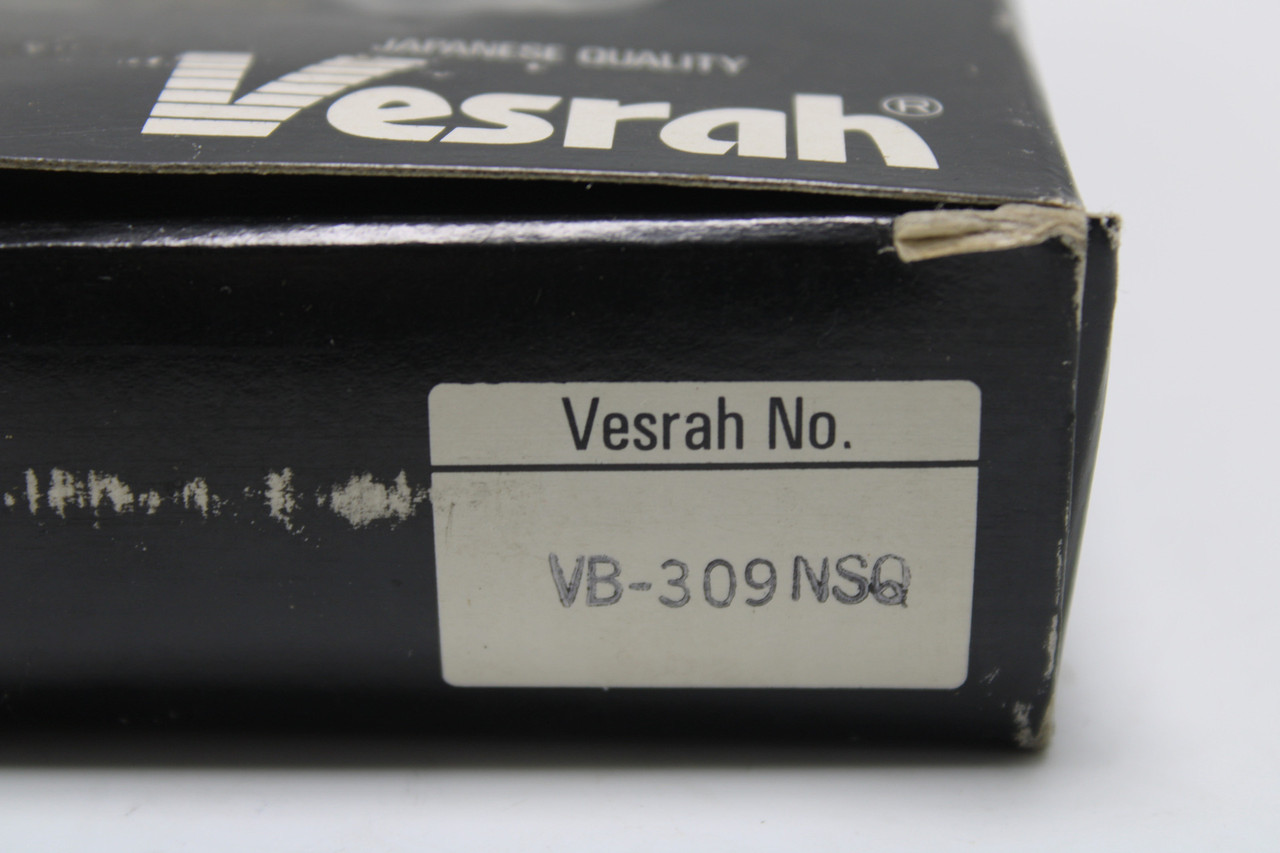 JAPANESE QUALITY
Vesrah®
Vesrah No.
VB-309NSQ